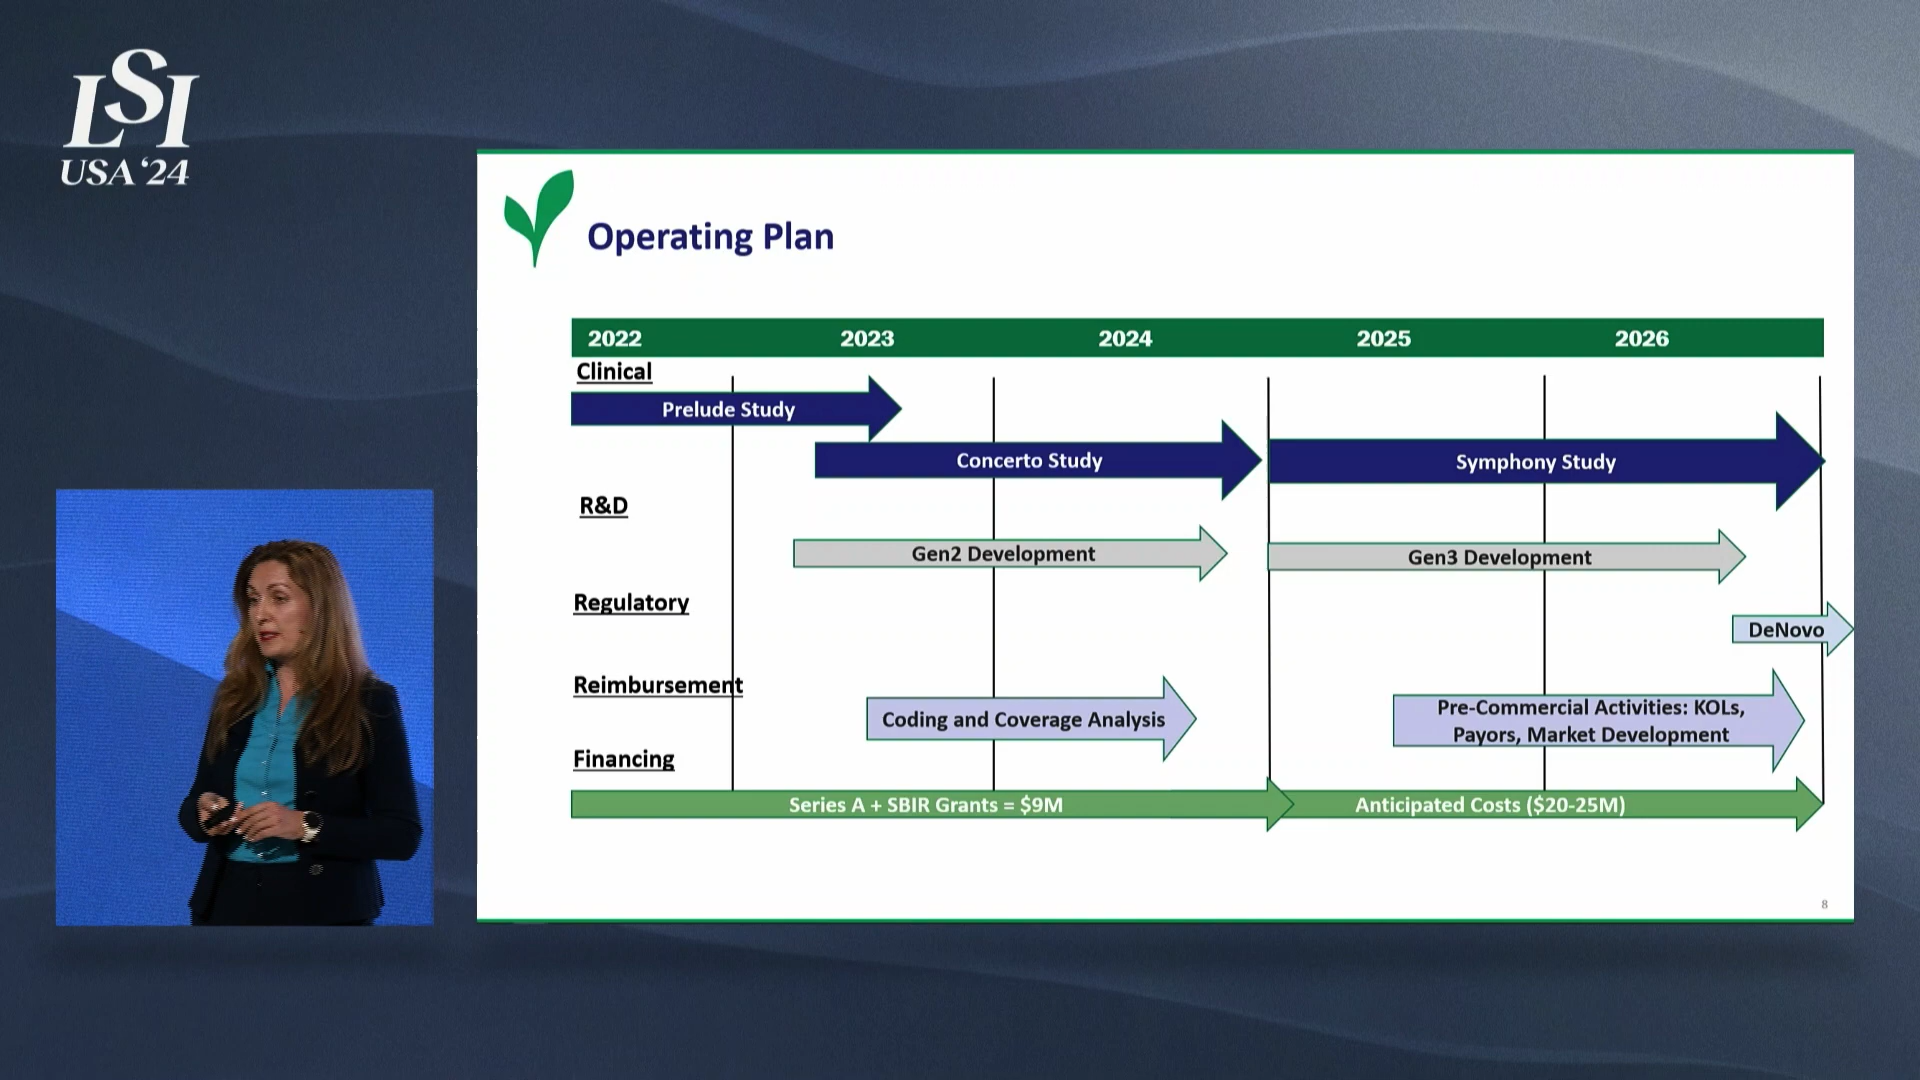 LSI
USA ‘24
Operating Plan
2022 2023 2024 2025 2026
Clinical
Prelude Study
Concerto Study
Symphony Study
R&D
Gen2 Development
Gen3 Development
Regulatory
DeNovo
Reimbursement
Coding and Coverage Analysis
Pre-Commercial Activities: KOLs,
Payors, Market Development
Financing
Series A + SBIR Grants = $9M
Anticipated Costs ($20-25M)
8